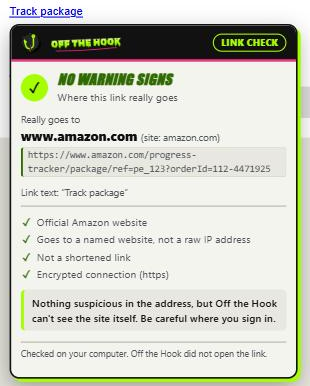 Track package
OFF THE HOOK
LINK CHECK
✓ NO WARNING SIGNS
Where this link really goes
Really goes to
www.amazon.com (site: amazon.com)
https://www.amazon.com/progress-
tracker/package/ref=pe_123?orderId=112-4471925
Link text: "Track package"
✓ Official Amazon website
✓ Goes to a named website, not a raw IP address
✓ Not a shortened link
✓ Encrypted connection (https)
Nothing suspicious in the address, but Off the Hook
can't see the site itself. Be careful where you sign in.
Checked on your computer. Off the Hook did not open the link.